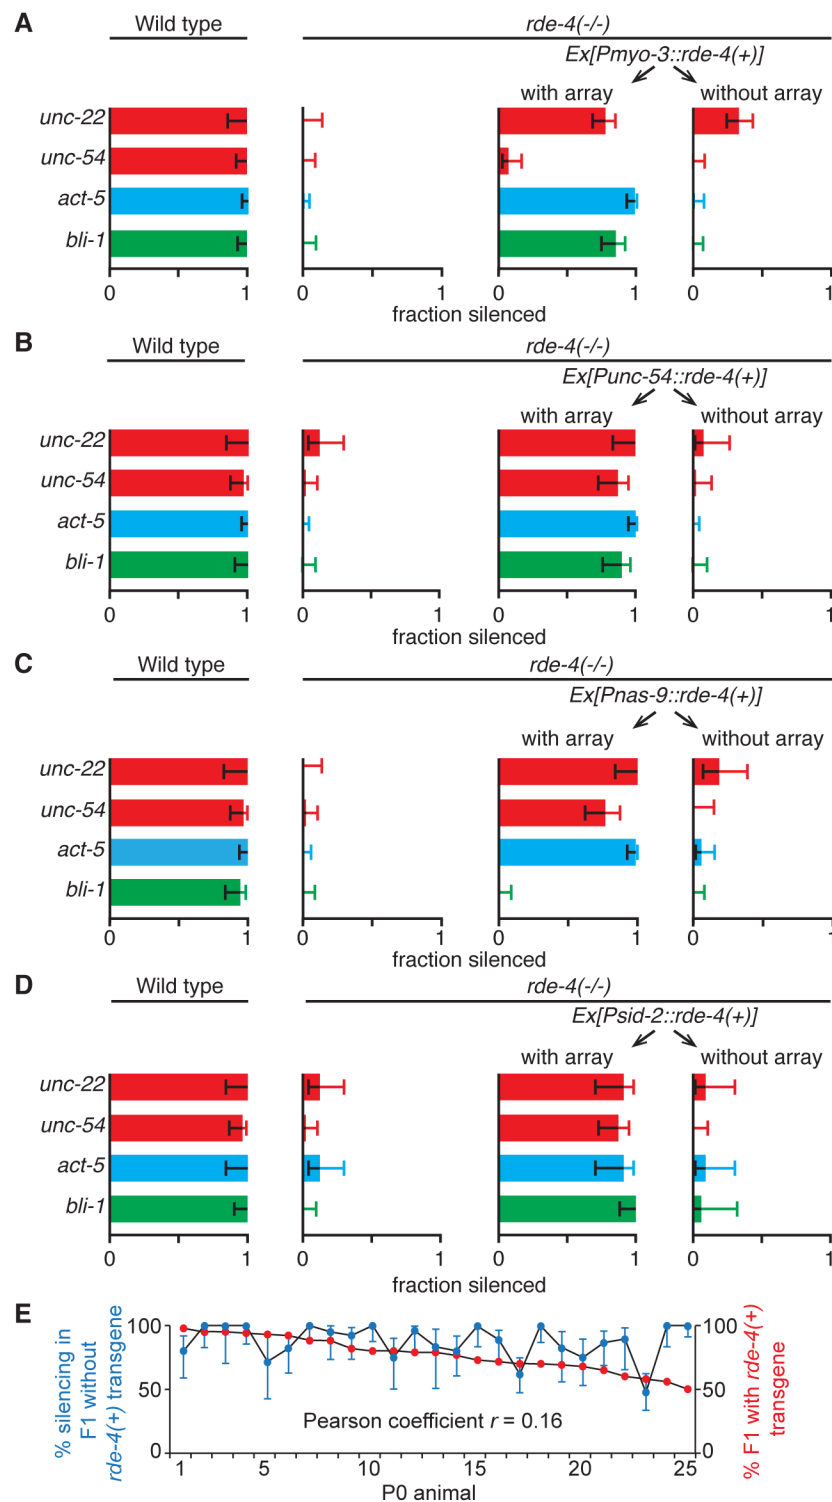 A
Wild type
rde-4(-/-)
Ex[Pmyo-3::rde-4(+)]
with array
without array
unc-22
unc-54
act-5
bli-1
0 1 0 1 0 1 0 1
fraction silenced
B
Wild type
rde-4(-/-)
Ex[Punc-54::rde-4(+)]
with array
without array
unc-22
unc-54
act-5
bli-1
0 1 0 1 0 1 0 1
fraction silenced
C
Wild type
rde-4(-/-)
Ex[Pnas-9::rde-4(+)]
with array
without array
unc-22
unc-54
act-5
bli-1
0 1 0 1 0 1 0 1
fraction silenced
D
Wild type
rde-4(-/-)
Ex[Psid-2::rde-4(+)]
with array
without array
unc-22
unc-54
act-5
bli-1
0 1 0 1 0 1 0 1
fraction silenced
E
% silencing in
F1 without
rde-4(+) transgene
100
50
0
Pearson coefficient r = 0.16
100
50
0
% F1 with rde-4(+)
transgene
1 5 10 15 20 25
P0 animal